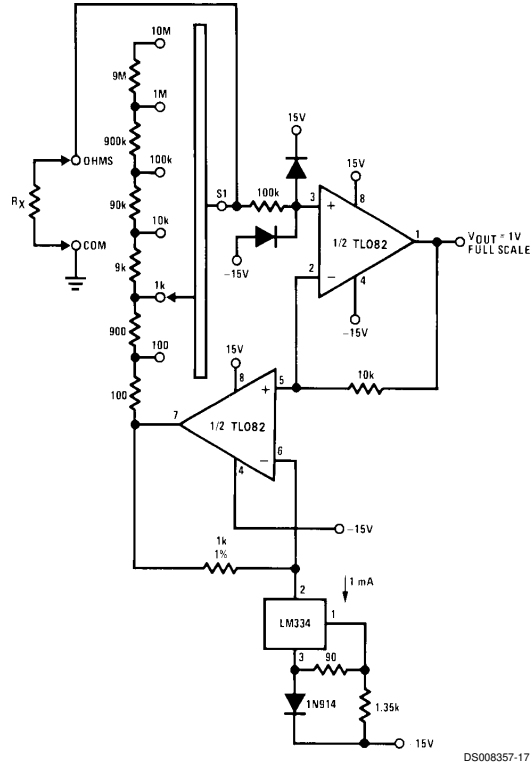 10M
9M
1M
900k
100k
OHMS
90k
S1
100k
15V
15V
3
8
+
1/2 TL082
1
VOUT = 1V
FULL SCALE
RX
10k
COM
-15V
2
−
4
9k
-15V
1k
900
100
15V
10k
100
8
5
+
7
1/2 TL082
6
−
4
-15V
1k
1%
2
1 mA
LM334
1
3
90
1N914
1.35k
- 15V
DS008357-17